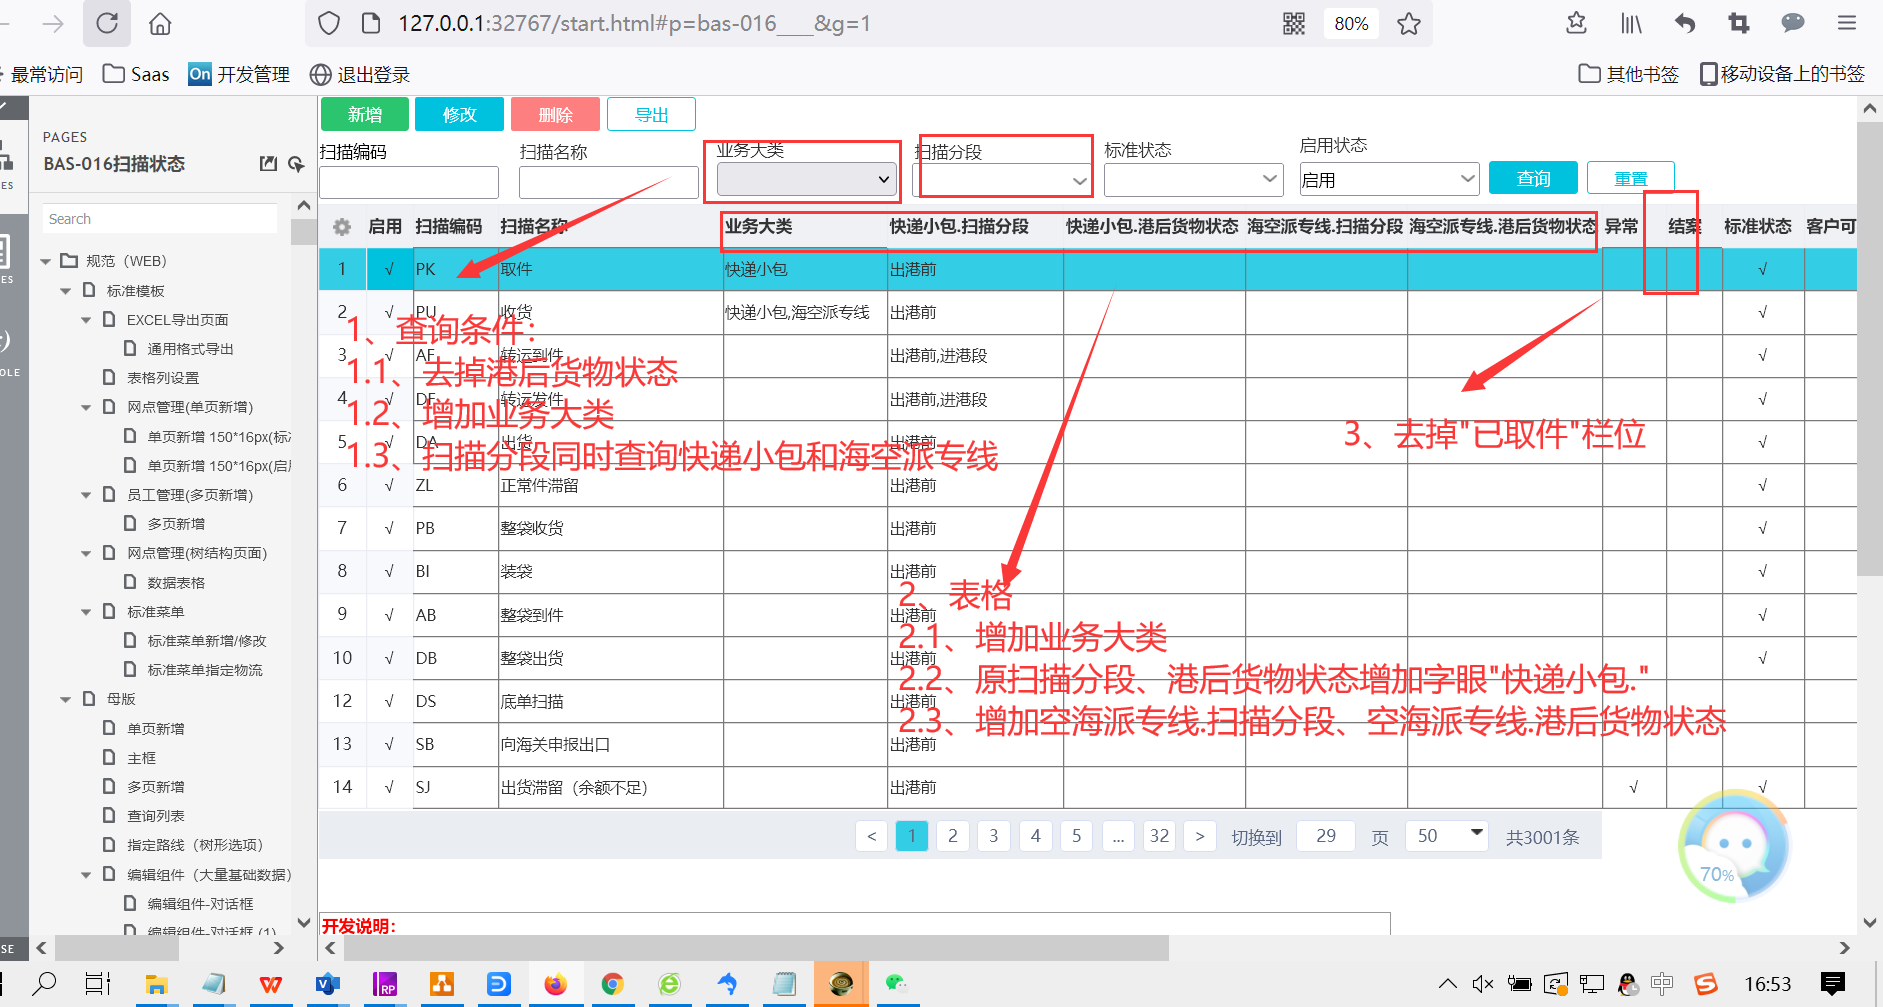 127.0.0.1:32767/start.html#p=bas-016___&g=1
80%
最常访问
Saas
On 开发管理
退出登录
其他书签
移动设备上的书签
PAGES
BAS-016扫描状态
Search
规范（WEB）
标准模板
EXCEL导出页面
通用格式导出
表格列设置
网点管理(单页新增)
单页新增 150*16px(标
单页新增 150*16px(启
员工管理(多页新增)
多页新增
网点管理(树结构页面)
数据表格
标准菜单
标准菜单新增/修改
标准菜单指定物流
母版
单页新增
主框
多页新增
查询列表
指定路线（树形选项）
编辑组件（大量基础数据）
编辑组件-对话框
编辑组件-对话框 (1)
ES
ES
OLE
SE
新增 修改 删除 导出
扫描编码 扫描名称 业务大类 扫描分段 标准状态 启用状态
启用
查询 重置
启用 扫描编码 扫描名称 业务大类 快递小包.扫描分段 快递小包.港后货物状态 海空派专线.扫描分段 海空派专线.港后货物状态 异常 结案 标准状态 客户可
1 √ PK 取件 快递小包 出港前 √
2 √ PU 收货 快递小包,海空派专线 出港前 √
3 √ AF 转运到件 出港前,进港段 √
4 √ DF 转运发件 出港前,进港段 √
5 √ DA 出货 出港前 √
6 √ ZL 正常件滞留 出港前 √
7 √ PB 整袋收货 出港前 √
8 √ BI 装袋 出港前 √
9 √ AB 整袋到件 出港前 √
10 √ DB 整袋出货 出港前 √
12 √ DS 底单扫描 出港前
13 √ SB 向海关申报出口 出港前
14 √ SJ 出货滞留（余额不足） 出港前 √ √
1、查询条件：
1.1、去掉港后货物状态
1.2、增加业务大类
1.3、扫描分段同时查询快递小包和海空派专线
3、去掉"已取件"栏位
2、表格
2.1、增加业务大类
2.2、原扫描分段、港后货物状态增加字眼"快递小包."
2.3、增加空海派专线.扫描分段、空海派专线.港后货物状态
< 1 2 3 4 5 ... 32 > 切换到 29 页 50 共3001条
70%
开发说明：
RP
中
16:53